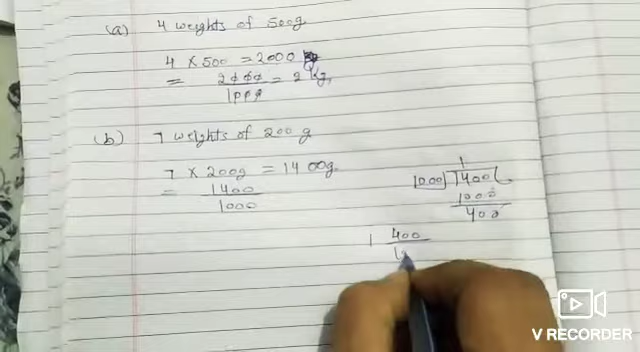 (a) 4 weights of 500g
4 × 500 = 2000 g
= 2000/1000 = 2 kg,
(b) 7 weights of 200 g
7 × 200g = 1400g
= 1400/1000
1
1000 1400
1000
400
1 400/10
V RECORDER